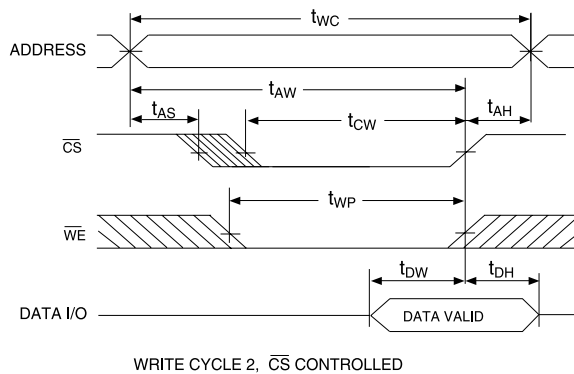 tWC
ADDRESS
tAW
tAS
tCW
tAH
CS
tWP
WE
tDW
tDH
DATA I/O
DATA VALID
WRITE CYCLE 2, CS CONTROLLED